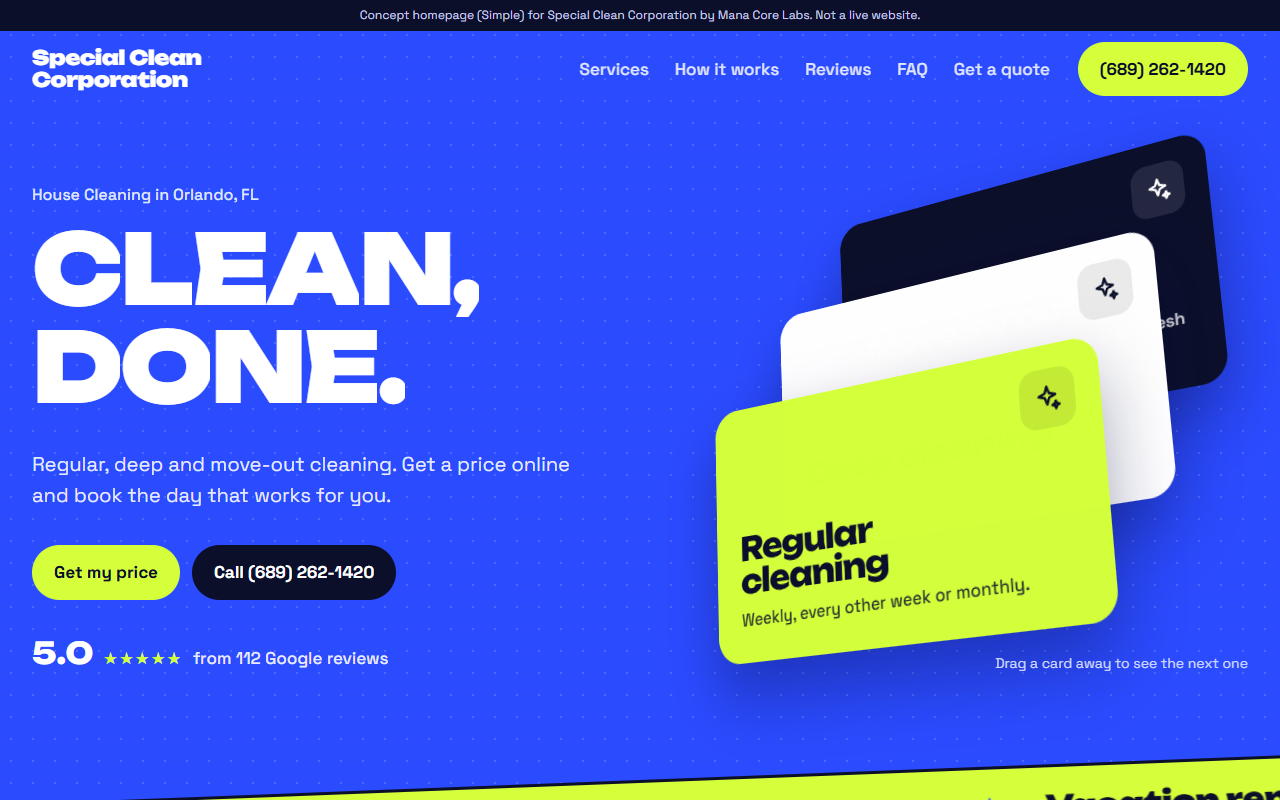 Concept homepage (Simple) for Special Clean Corporation by Mana Core Labs. Not a live website.
Special Clean
Corporation
Services
How it works
Reviews
FAQ
Get a quote
(689) 262-1420
House Cleaning in Orlando, FL
CLEAN,
DONE.
Regular, deep and move-out cleaning. Get a price online
and book the day that works for you.
Get my price
Call (689) 262-1420
5.0 ★★★★★ from 112 Google reviews
Regular
cleaning
Weekly, every other week or monthly.
Drag a card away to see the next one